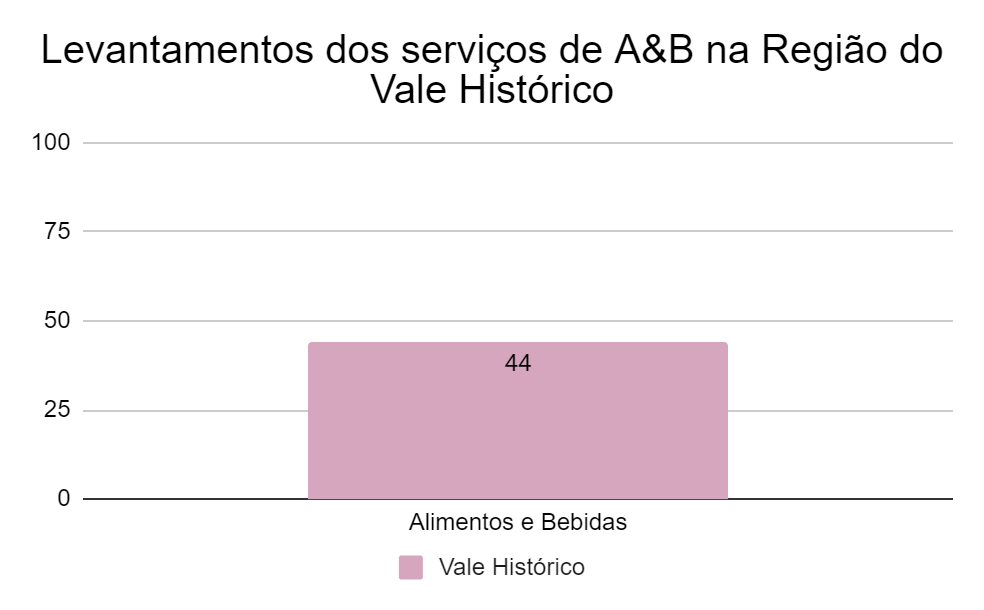 Levantamentos dos serviços de A&B na Região do
Vale Histórico
100
75
50
44
25
0
Alimentos e Bebidas
Vale Histórico